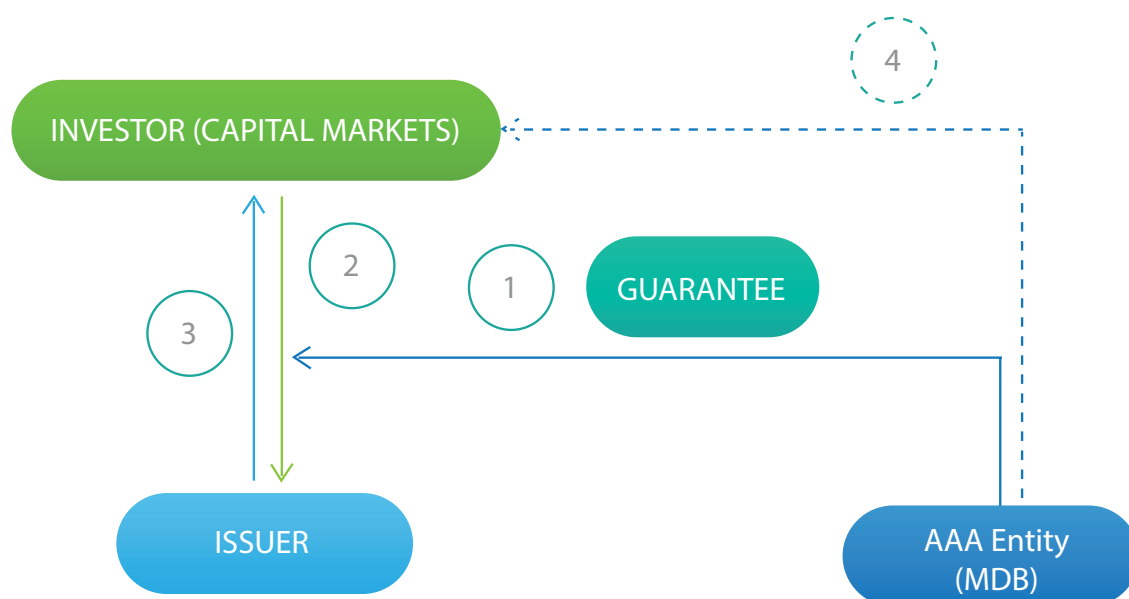 4
INVESTOR (CAPITAL MARKETS)
2
1
GUARANTEE
3
ISSUER
AAA Entity
(MDB)